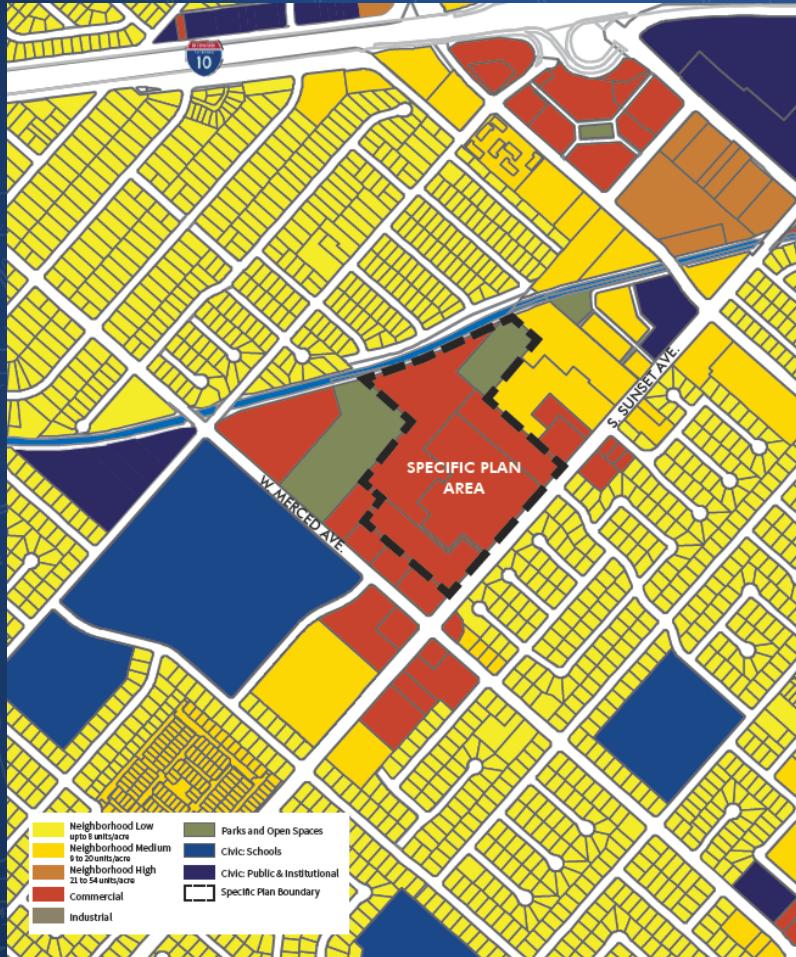 10
S. SUNSET AVE.
SPECIFIC PLAN
AREA
W. MERCED AVE.
Neighborhood Low
up to 8 units/acre
Neighborhood Medium
9 to 20 units/acre
Neighborhood High
21 to 54 units/acre
Commercial
Industrial
Parks and Open Spaces
Civic: Schools
Civic: Public & Institutional
Specific Plan Boundary